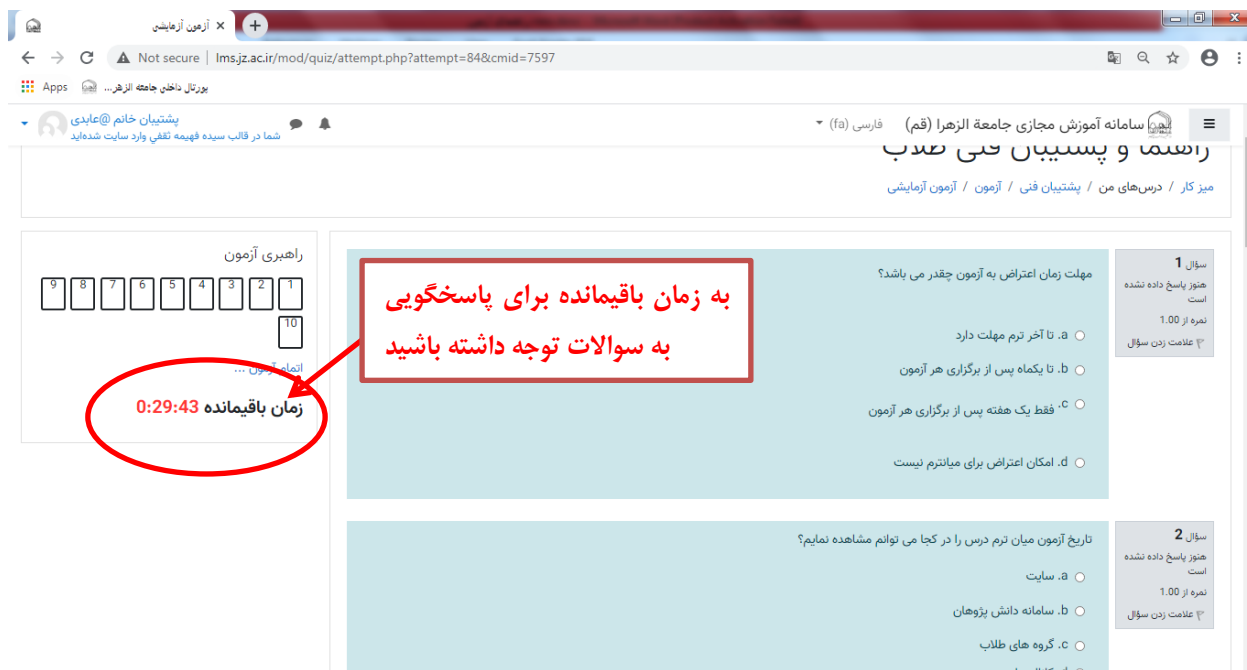 آزمون آزمایشی
Not secure | lms.jz.ac.ir/mod/quiz/attempt.php?attempt=84&cmid=7597
Apps
پورتال داخلی جامعة الزهر...
سامانه آموزش مجازی جامعة الزهرا (قم)
فارسی (fa)
پشتیبان خانم @عابدی
شما در قالب سیده فهیمه ثقفي وارد سایت شده‌اید
راهنما و پشتیبان فنی طلاب
میز کار / درس‌های من / پشتیبان فنی / آزمون / آزمون آزمایشی
سؤال 1
هنوز پاسخ داده نشده است
نمره از 1.00
علامت زدن سؤال
مهلت زمان اعتراض به آزمون چقدر می باشد؟
a. تا آخر ترم مهلت دارد
b. تا یکماه پس از برگزاری هر آزمون
c. فقط یک هفته پس از برگزاری هر آزمون
d. امکان اعتراض برای میانترم نیست
به زمان باقیمانده برای پاسخگویی
به سوالات توجه داشته باشید
راهبری آزمون
1 2 3 4 5 6 7 8 9
10
اتمام آزمون ...
زمان باقیمانده 0:29:43
سؤال 2
هنوز پاسخ داده نشده است
نمره از 1.00
علامت زدن سؤال
تاریخ آزمون میان ترم درس را در کجا می توانم مشاهده نمایم؟
a. سایت
b. سامانه دانش پژوهان
c. گروه های طلاب